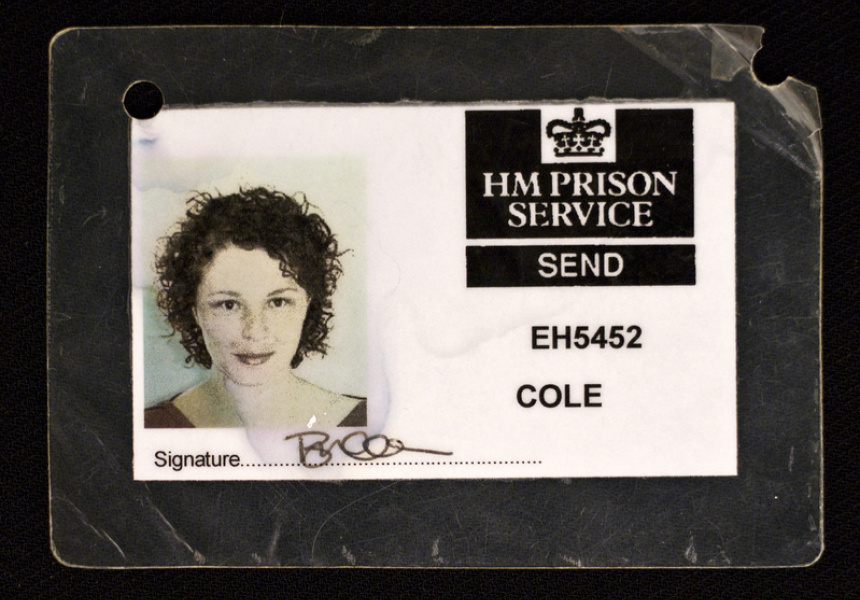 HM PRISON
SERVICE
SEND
EH5452
COLE
Signature